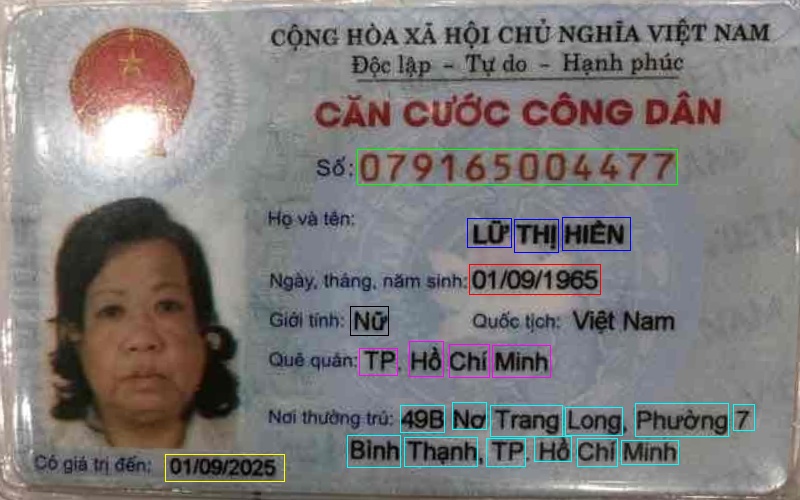 CỘNG HÒA XÃ HỘI CHỦ NGHĨA VIỆT NAM
Độc lập - Tự do - Hạnh phúc
CĂN CƯỚC CÔNG DÂN
Số: 079165004477
Họ và tên:
LỮ THỊ HIỀN
Ngày, tháng, năm sinh: 01/09/1965
Giới tính: Nữ Quốc tịch: Việt Nam
Quê quán: TP. Hồ Chí Minh
Nơi thường trú: 49B Nơ Trang Long, Phường 7
Bình Thạnh, TP. Hồ Chí Minh
Có giá trị đến: 01/09/2025